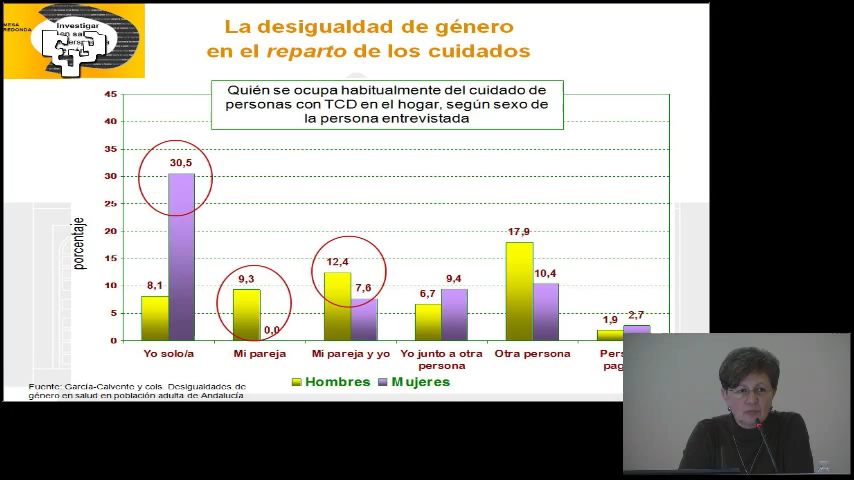 La desigualdad de género
en el reparto de los cuidados
MESA
REDONDA
Investigar
Quién se ocupa habitualmente del cuidado de
personas con TCD en el hogar, según sexo de
la persona entrevistada
porcentaje
45
40
35
30
25
20
15
10
5
0
8,1
30,5
9,3
0,0
12,4
7,6
6,7
9,4
17,9
10,4
1,9
2,7
Yo solo/a
Mi pareja
Mi pareja y yo
Yo junto a otra
persona
Otra persona
Hombres
Mujeres
Fuente: García-Calvente y cols. Desigualdades de
género en salud en población adulta de Andalucía